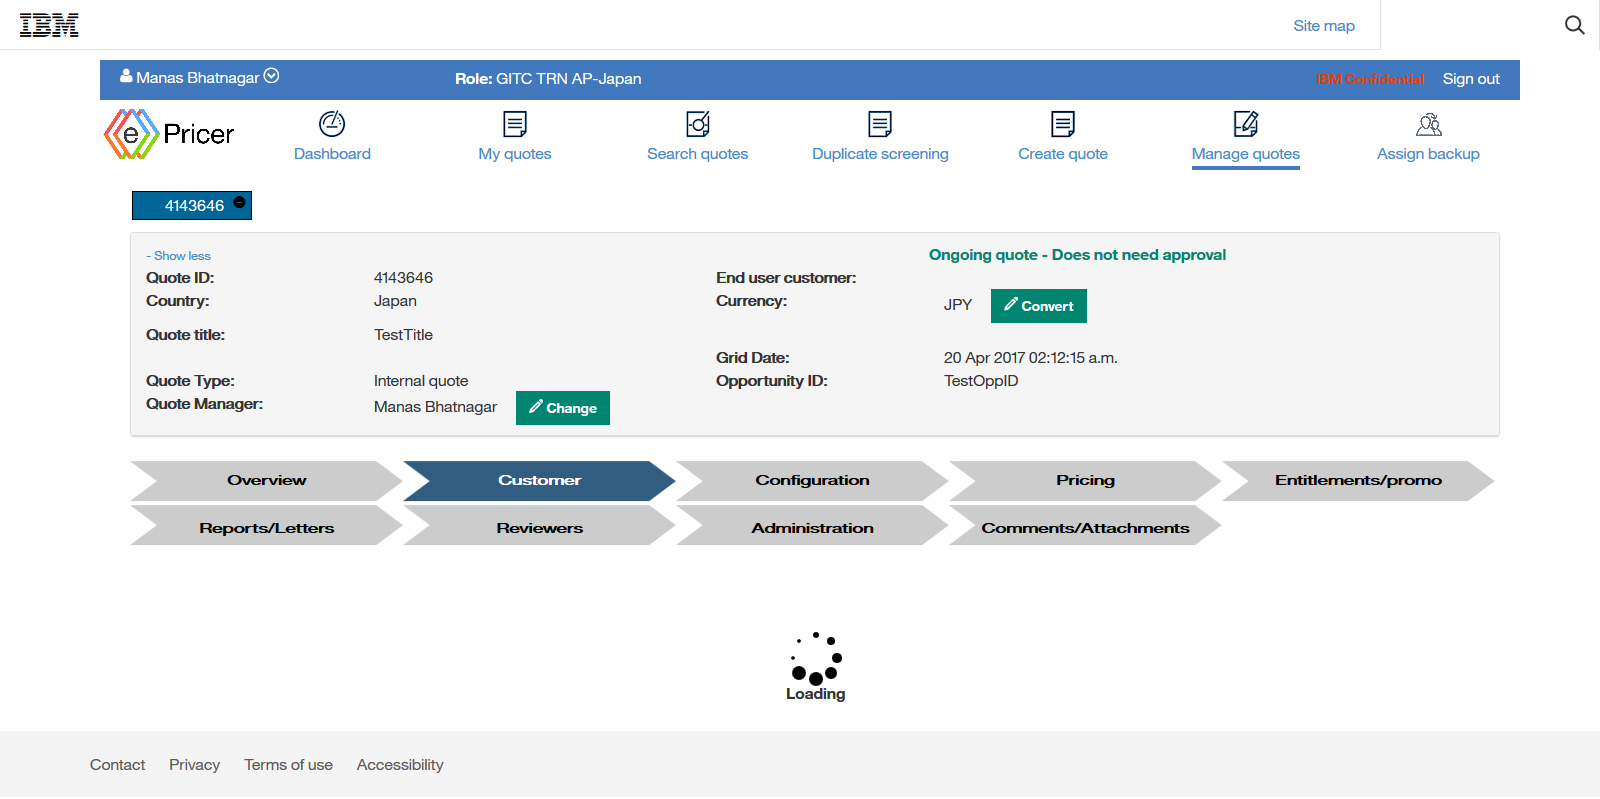 IBM
Site map
Manas Bhatnagar
Role: GITC TRN AP-Japan
IBM Confidential
Sign out
e Pricer
Dashboard
My quotes
Search quotes
Duplicate screening
Create quote
Manage quotes
Assign backup
4143646
- Show less
Ongoing quote - Does not need approval
Quote ID: 4143646
End user customer:
Country: Japan
Currency: JPY Convert
Quote title: TestTitle
Grid Date: 20 Apr 2017 02:12:15 a.m.
Quote Type: Internal quote
Opportunity ID: TestOppID
Quote Manager: Manas Bhatnagar Change
Overview
Customer
Configuration
Pricing
Entitlements/promo
Reports/Letters
Reviewers
Administration
Comments/Attachments
Loading
Contact
Privacy
Terms of use
Accessibility